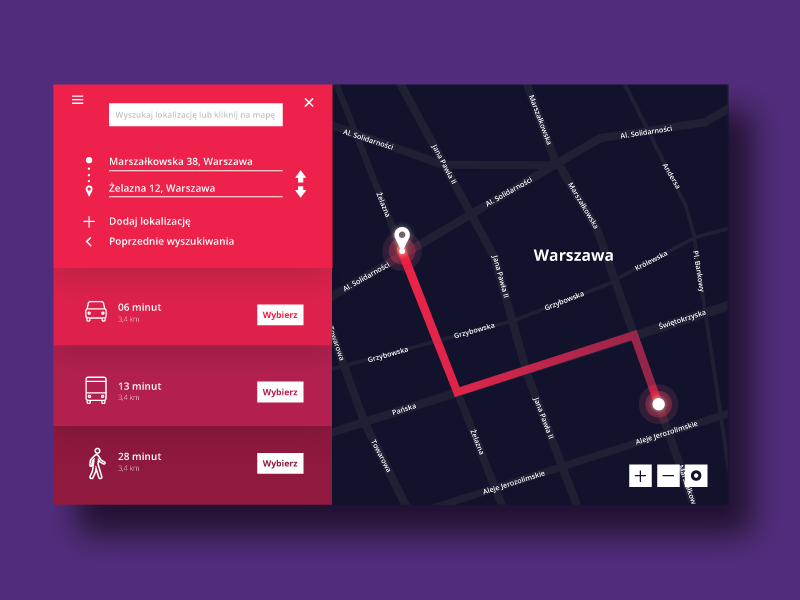 Wyszukaj lokalizację lub kliknij na mapę
Marszałkowska 38, Warszawa
Żelazna 12, Warszawa
Dodaj lokalizację
Poprzednie wyszukiwania
06 minut
3,4 km
Wybierz
13 minut
3,4 km
Wybierz
28 minut
3,4 km
Wybierz
Marszałkowska
Al. Solidarności
Al. Solidarności
Jana Pawła II
Andersa
Al. Solidarności
Marszałkowska
Żelazna
Warszawa
Królewska
Pl. Bankowy
Al. Solidarności
Jana Pawła II
Grzybowska
Świętokrzyska
Grzybowska
Towarowa
Grzybowska
Pańska
Jana Pawła II
Aleje Jerozolimskie
Żelazna
Towarowa
Aleje Jerozolimskie